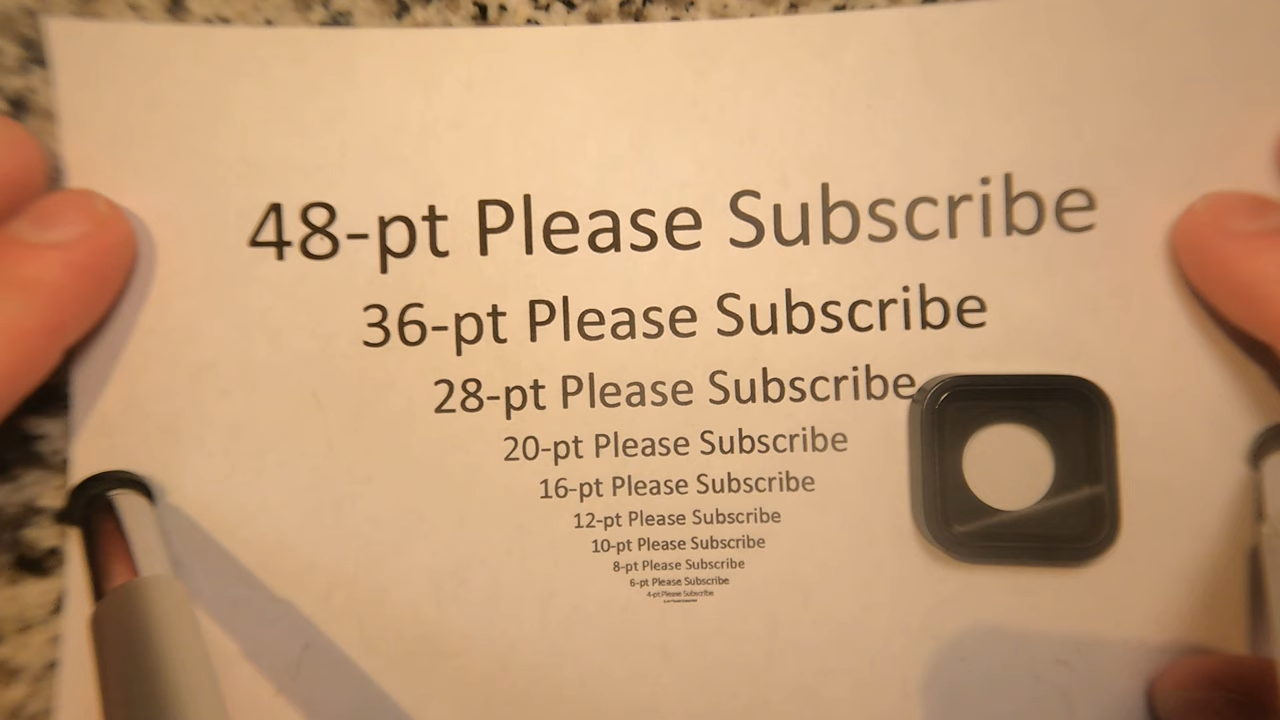 48-pt Please Subscribe
36-pt Please Subscribe
28-pt Please Subscribe
20-pt Please Subscribe
16-pt Please Subscribe
12-pt Please Subscribe
10-pt Please Subscribe
8-pt Please Subscribe
6-pt Please Subscribe
4-pt Please Subscribe